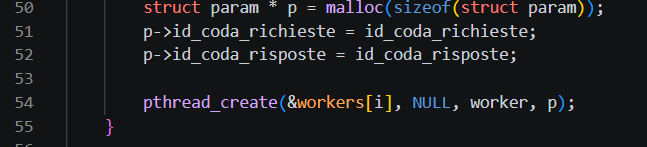 50 struct param * p = malloc(sizeof(struct param));
51 p->id_coda_richieste = id_coda_richieste;
52 p->id_coda_risposte = id_coda_risposte;
53
54 pthread_create(&workers[i], NULL, worker, p);
55 }